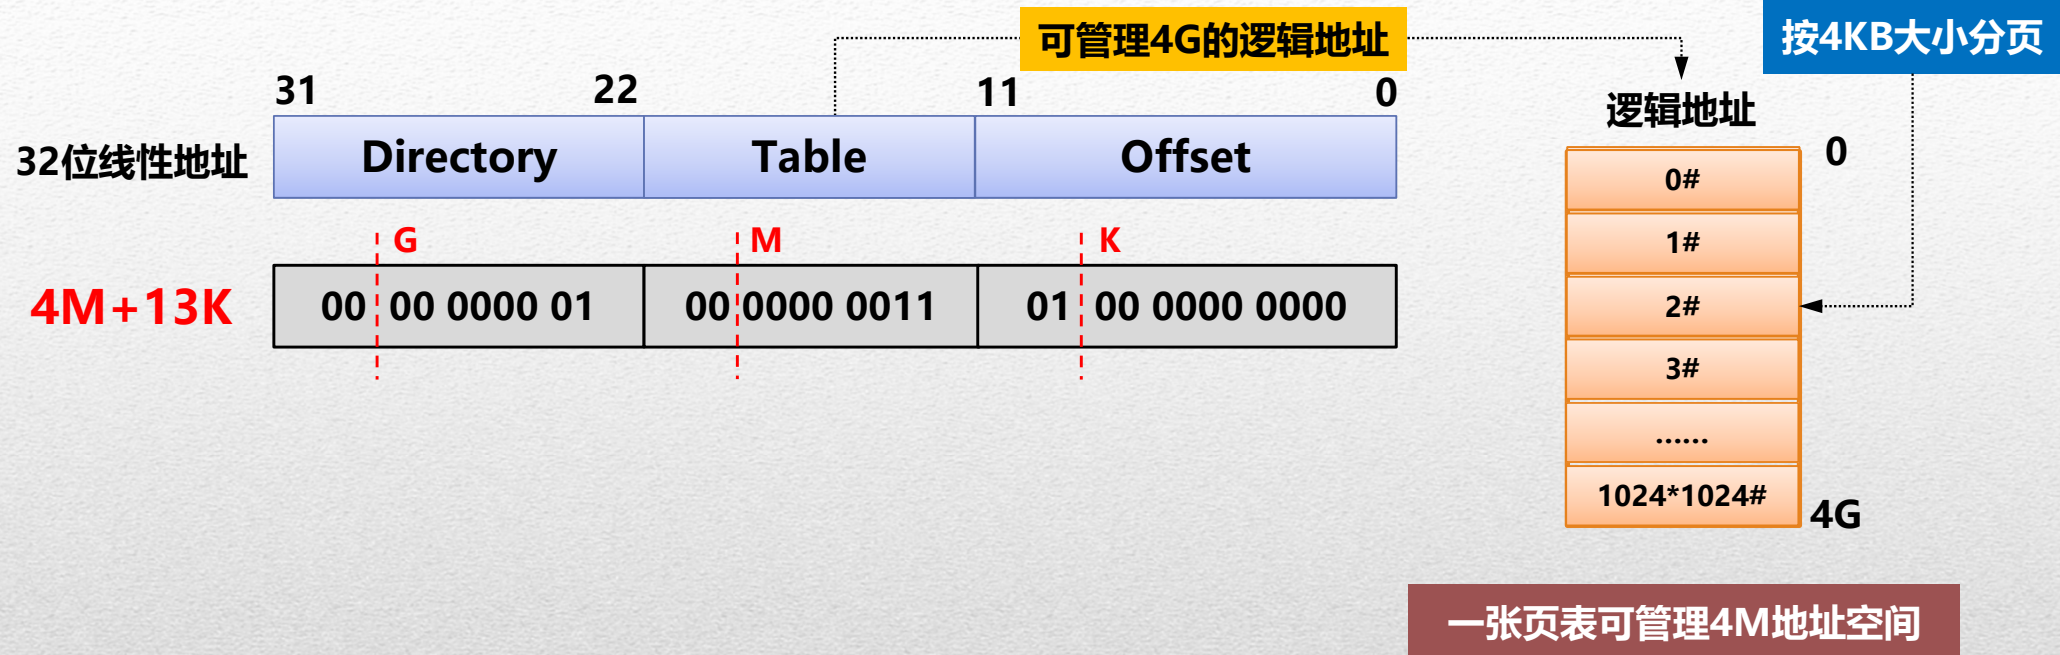 可管理4G的逻辑地址
按4KB大小分页
31 22 11 0
32位线性地址 Directory Table Offset
G M K
4M+13K 00 00 0000 01 00 0000 0011 01 00 0000 0000
逻辑地址
0
0#
1#
2#
3#
......
1024*1024#
4G
一张页表可管理4M地址空间